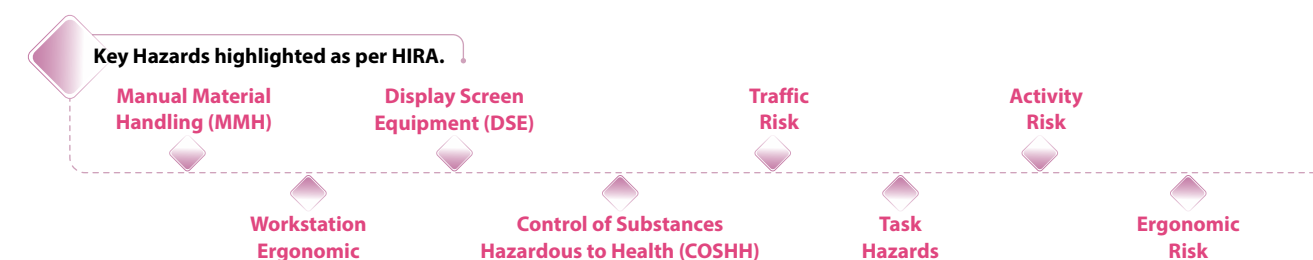 Key Hazards highlighted as per HIRA.
Manual Material
Handling (MMH)
Display Screen
Equipment (DSE)
Traffic
Risk
Activity
Risk
Workstation
Ergonomic
Control of Substances
Hazardous to Health (COSHH)
Task
Hazards
Ergonomic
Risk